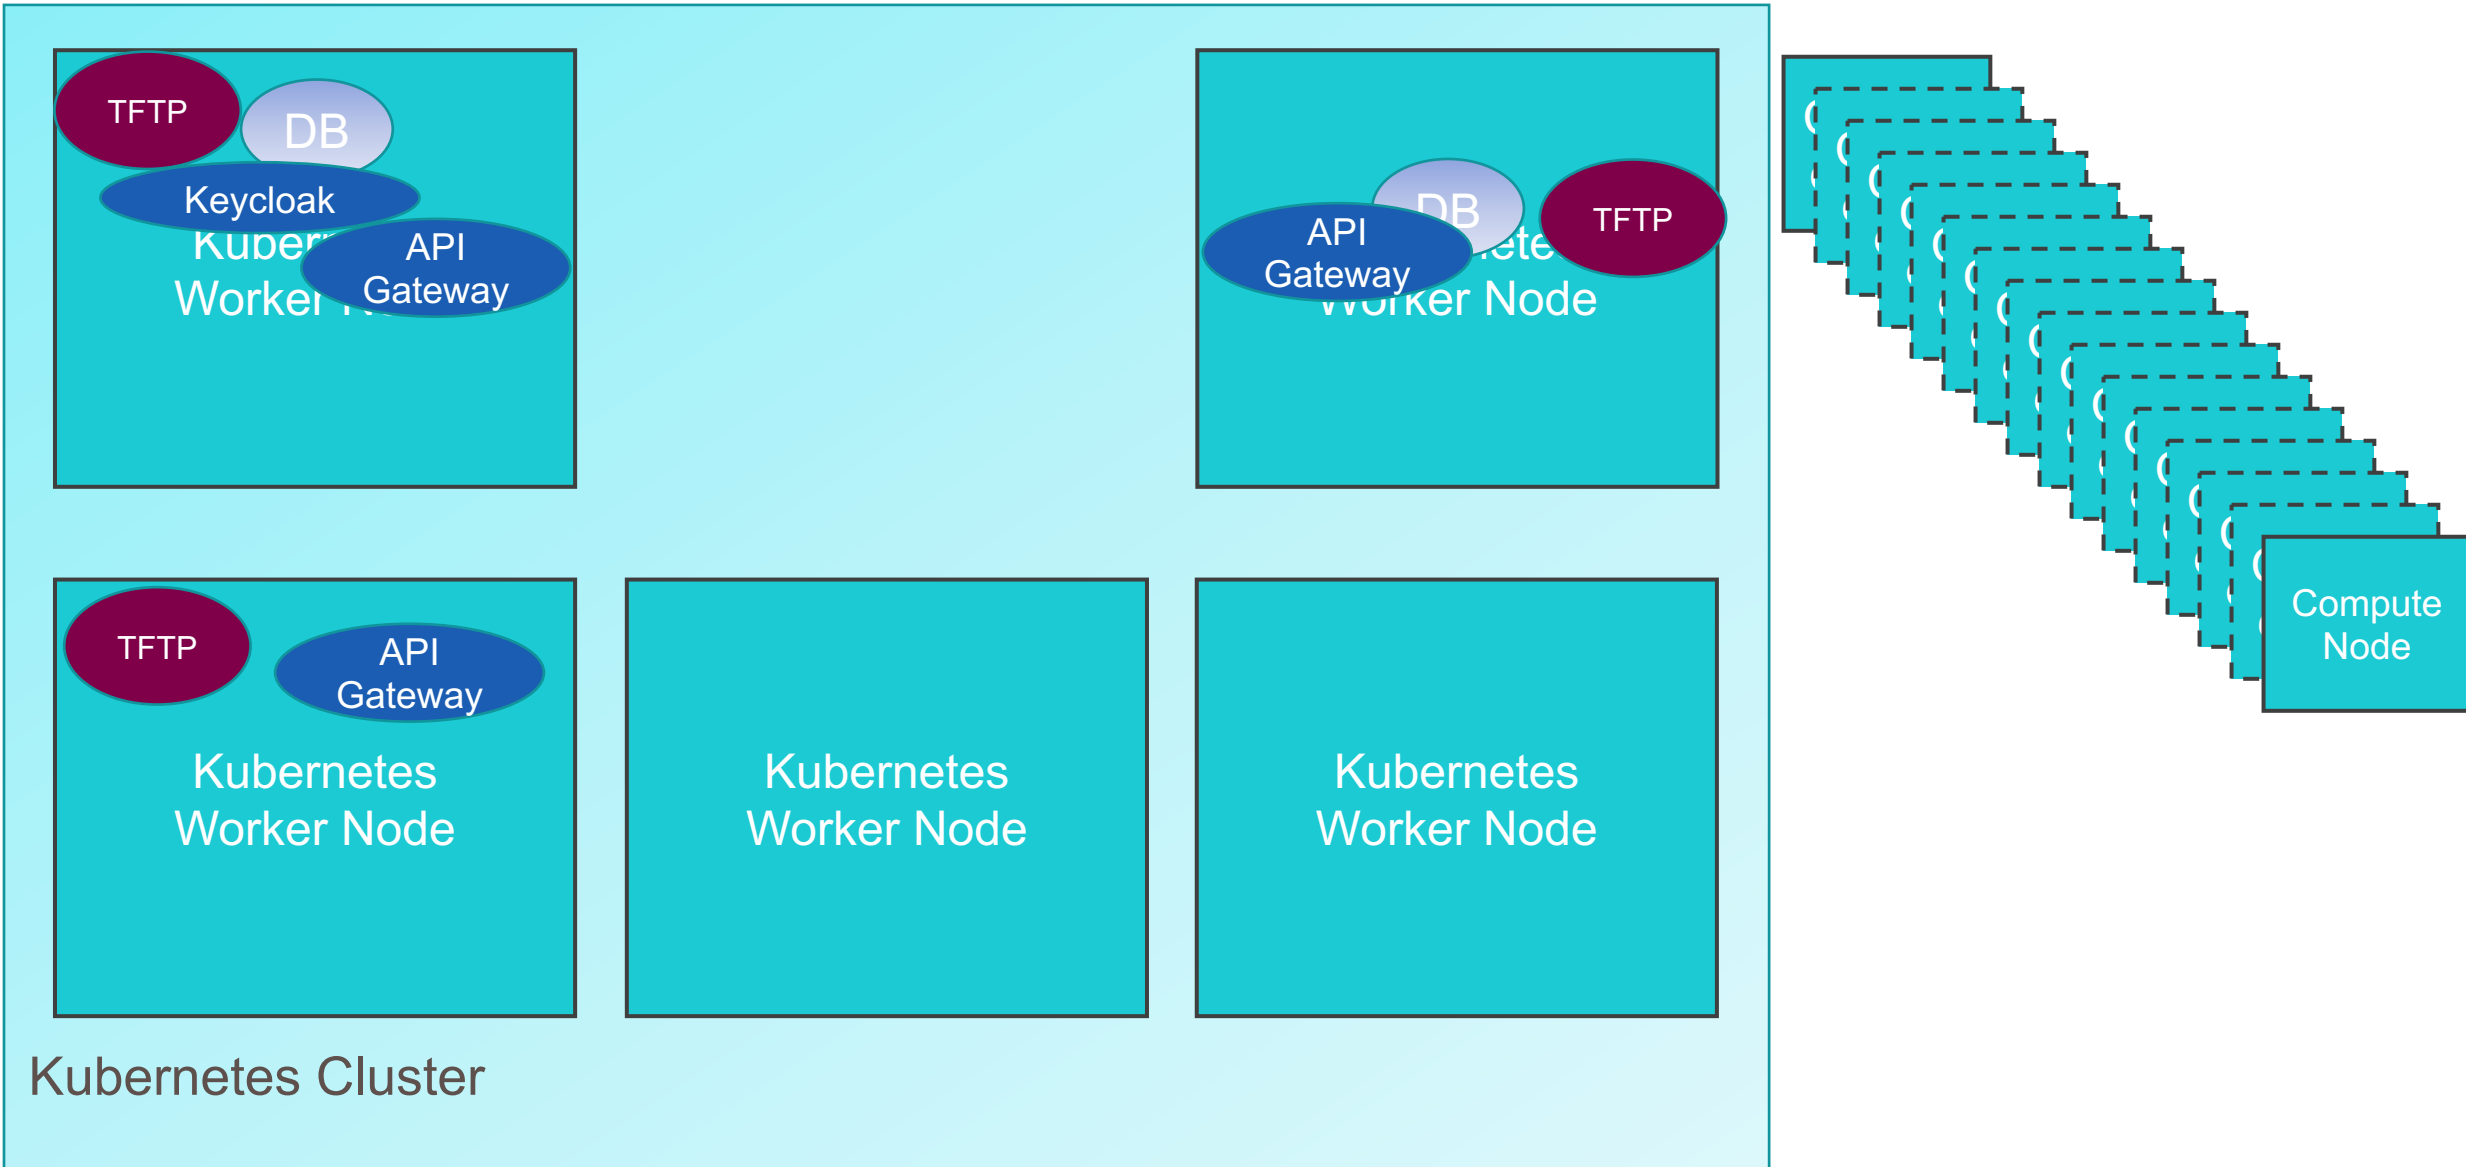 TFTP
DB
Keycloak
API
Gateway
Worker
DB
API
Gateway
TFTP
Worker Node
TFTP
API
Gateway
Kubernetes
Worker Node
Kubernetes
Worker Node
Kubernetes
Worker Node
Kubernetes Cluster
Compute
Node